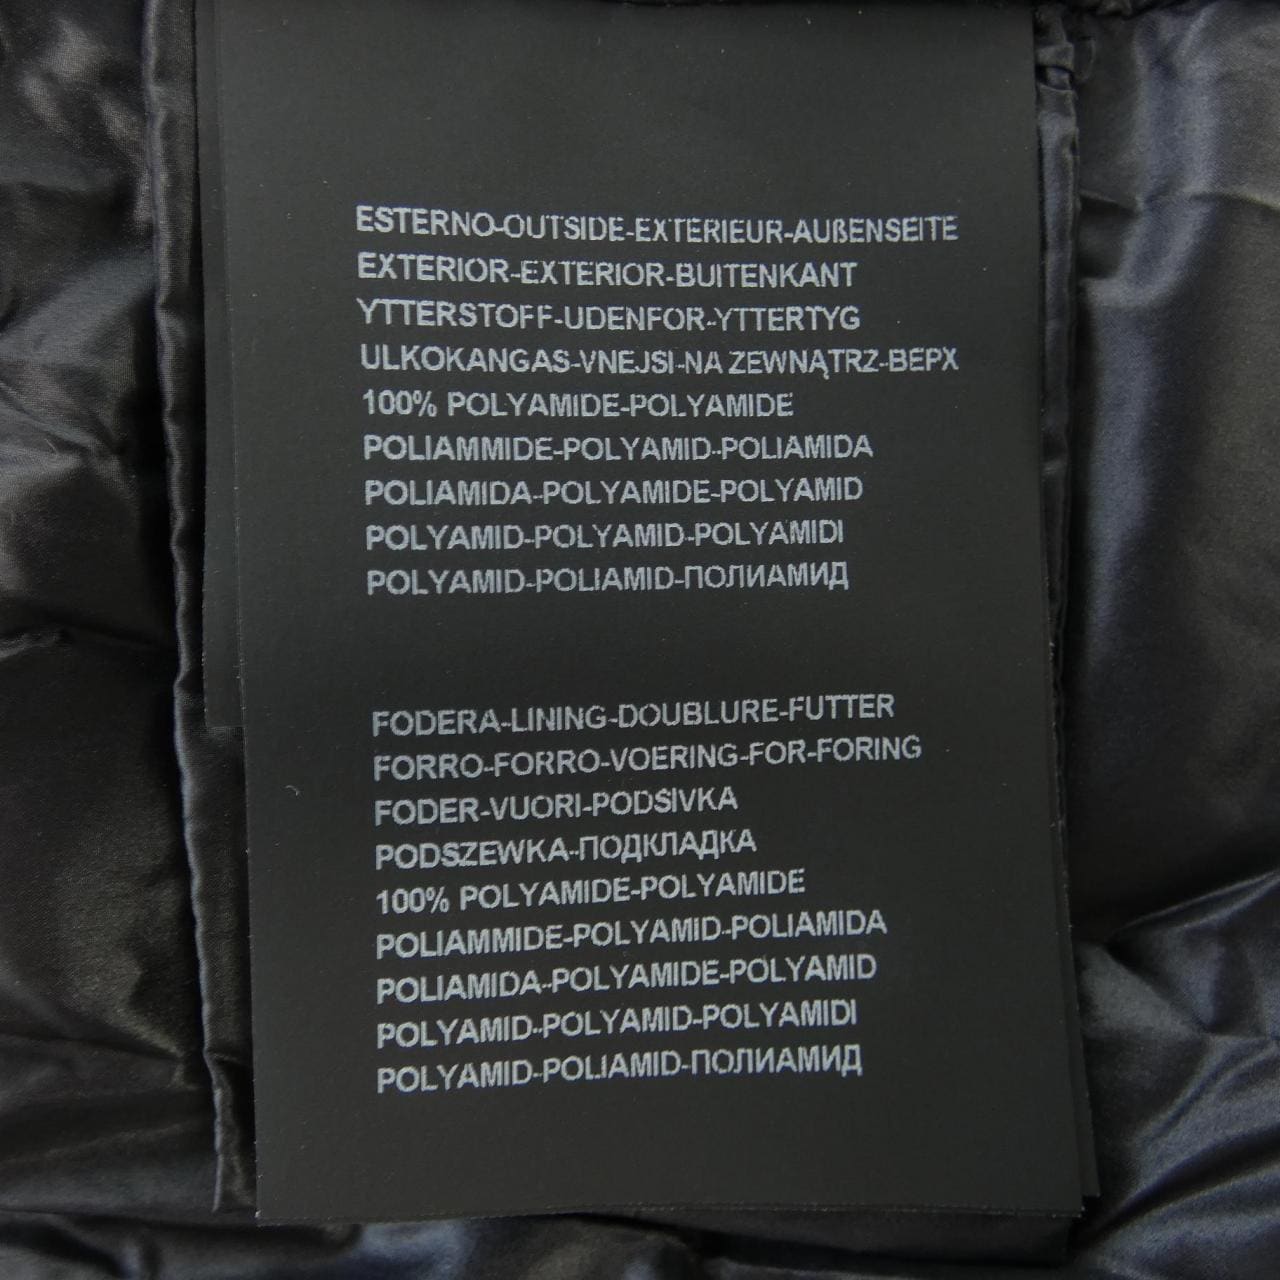 ESTERNO-OUTSIDE-EXTERIEUR-AUßENSEITE
EXTERIOR-EXTERIOR-BUITENKANT
YTTERSTOFF-UDENFOR-YTTERTYG
ULKOKANGAS-VNEJSI-NA ZEWNĄTRZ-ВЕРХ
100% POLYAMIDE-POLYAMIDE
POLIAMMIDE-POLYAMID-POLIAMIDA
POLIAMIDA-POLYAMIDE-POLYAMID
POLYAMID-POLYAMID-POLYAMIDI
POLYAMID-POLIAMID-ПОЛИАМИД
FODERA-LINING-DOUBLURE-FUTTER
FORRO-FORRO-VOERING-FOR-FORING
FODER-VUORI-PODSIVKA
PODSZEWKA-ПОДКЛАДКА
100% POLYAMIDE-POLYAMIDE
POLIAMMIDE-POLYAMID-POLIAMIDA
POLIAMIDA-POLYAMIDE-POLYAMID
POLYAMID-POLYAMID-POLYAMIDI
POLYAMID-POLIAMID-ПОЛИАМИД